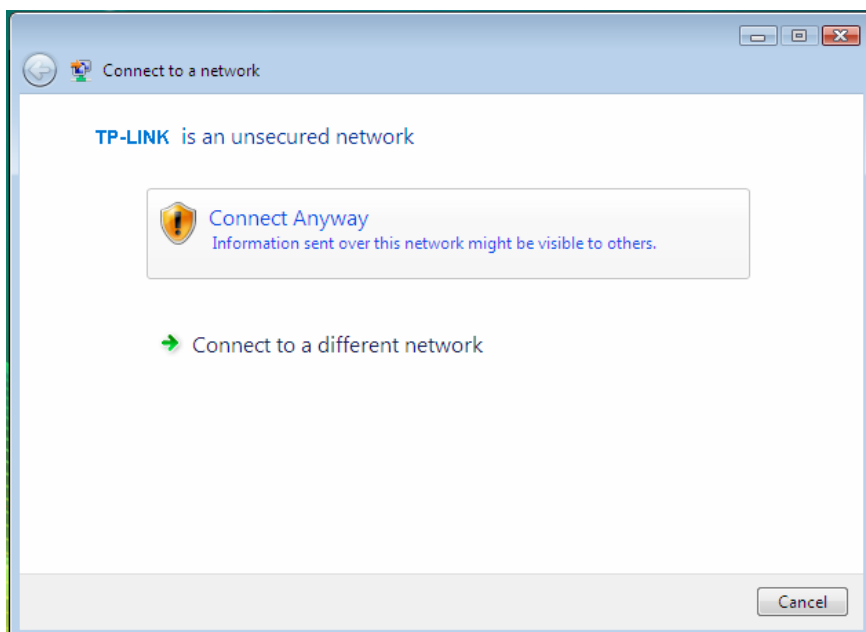 Connect to a network
TP-LINK is an unsecured network
Connect Anyway
Information sent over this network might be visible to others.
Connect to a different network
Cancel